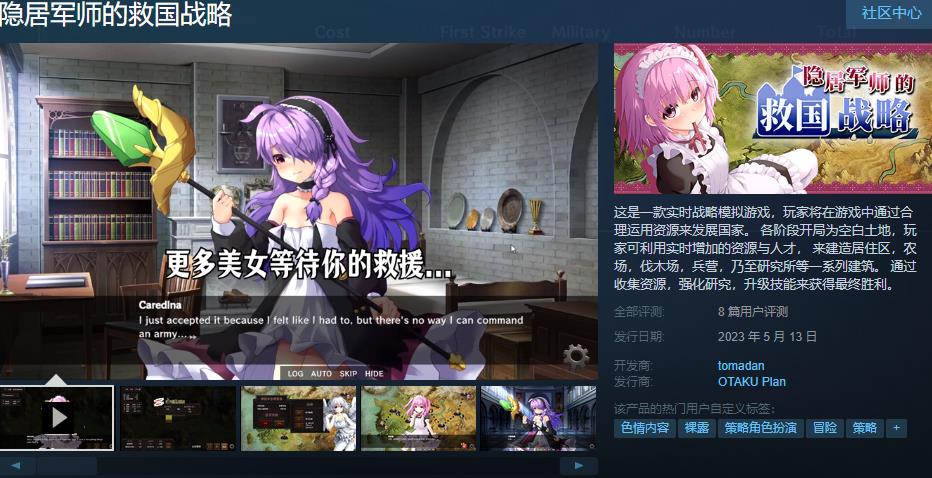 隐居军师的救国战略
社区中心
Cost
First Strike
Military
Number
Total
隐居军师的
救国战略
更多美女等待你的救援...
Caredina
I just accepted it because I felt like I had to, but there's no way I can command
an army...
LOG AUTO SKIP HIDE
这是一款实时战略模拟游戏，玩家将在游戏中通过合
理运用资源来发展国家。 各阶段开局为空白土地，玩
家可利用实时增加的资源与人才， 来建造居住区，农
场，伐木场，兵营，乃至研究所等一系列建筑。 通过
收集资源，强化研究，升级技能来获得最终胜利。
全部评测: 8 篇用户评测
发行日期: 2023 年 5 月 13 日
开发商: tomadan
发行商: OTAKU Plan
该产品的热门用户自定义标签:
色情内容 裸露 策略角色扮演 冒险 策略 +